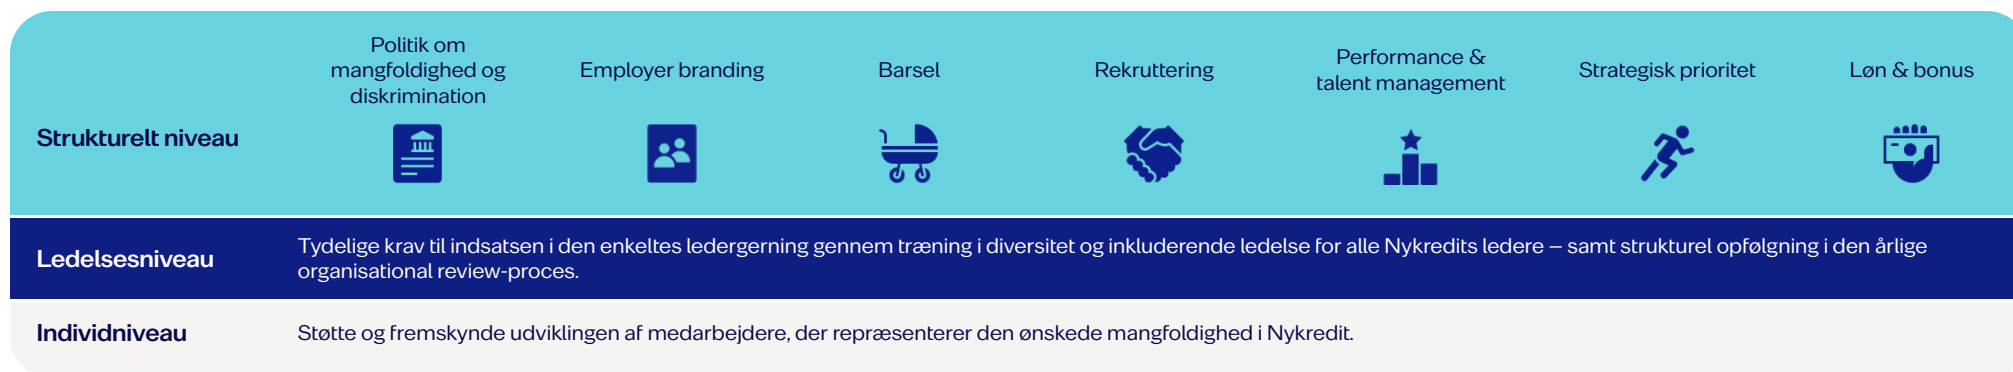 Strukturelt niveau
Politik om
mangfoldighed og
diskrimination
Employer branding
Barsel
Rekruttering
Performance &
talent management
Strategisk prioritet
Løn & bonus
Ledelsesniveau
Tydelige krav til indsatsen i den enkeltes ledergerning gennem træning i diversitet og inkluderende ledelse for alle Nykredits ledere – samt strukturel opfølgning i den årlige
organisational review-proces.
Individniveau
Støtte og fremskynde udviklingen af medarbejdere, der repræsenterer den ønskede mangfoldighed i Nykredit.